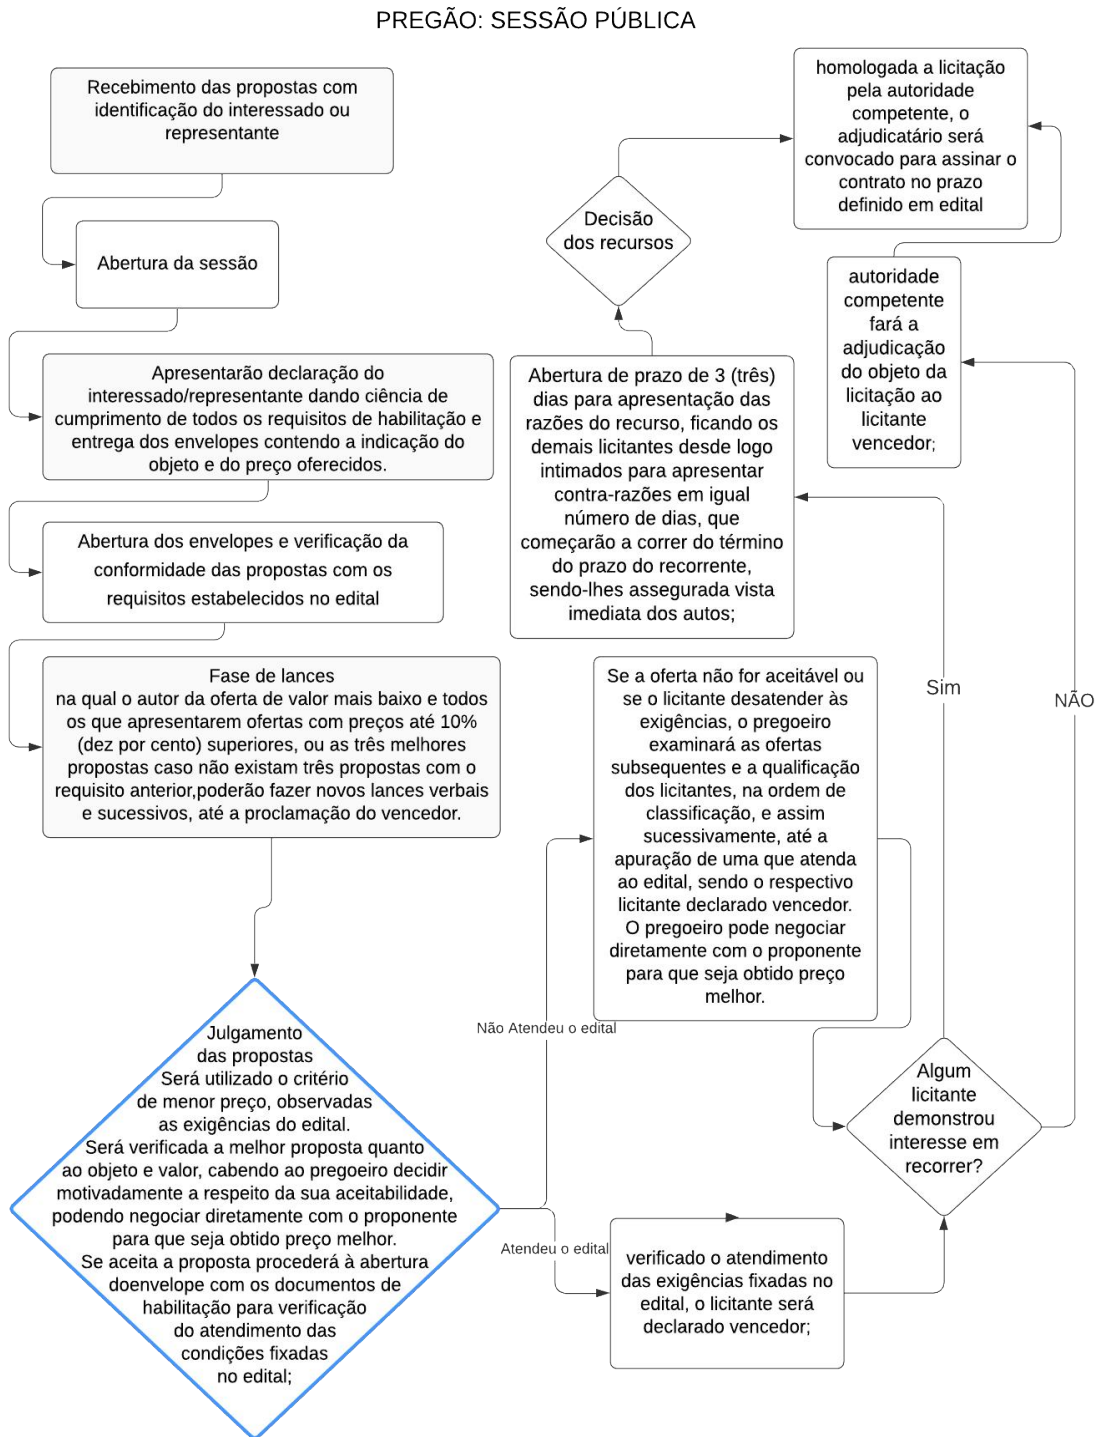 PREGÃO: SESSÃO PÚBLICA
Recebimento das propostas com
identificação do interessado ou
representante
Abertura da sessão
Apresentarão declaração do
interessado/representante dando ciência de
cumprimento de todos os requisitos de habilitação e
entrega dos envelopes contendo a indicação do
objeto e do preço oferecidos.
Abertura dos envelopes e verificação da
conformidade das propostas com os
requisitos estabelecidos no edital
Fase de lances
na qual o autor da oferta de valor mais baixo e todos
os que apresentarem ofertas com preços até 10%
(dez por cento) superiores, ou as três melhores
propostas caso não existam três propostas com o
requisito anterior,poderão fazer novos lances verbais
e sucessivos, até a proclamação do vencedor.
Julgamento
das propostas
Será utilizado o critério
de menor preço, observadas
as exigências do edital.
Será verificada a melhor proposta quanto
ao objeto e valor, cabendo ao pregoeiro decidir
motivadamente a respeito da sua aceitabilidade,
podendo negociar diretamente com o proponente
para que seja obtido preço melhor.
Se aceita a proposta procederá à abertura
doenvelope com os documentos de
habilitação para verificação
do atendimento das
condições fixadas
no edital;
Não Atendeu o edital
Atendeu o edital
Se a oferta não for aceitável ou
se o licitante desatender às
exigências, o pregoeiro
examinará as ofertas
subsequentes e a qualificação
dos licitantes, na ordem de
classificação, e assim
sucessivamente, até a
apuração de uma que atenda
ao edital, sendo o respectivo
licitante declarado vencedor.
O pregoeiro pode negociar
diretamente com o proponente
para que seja obtido preço
melhor.
verificado o atendimento
das exigências fixadas no
edital, o licitante será
declarado vencedor;
Algum
licitante
demonstrou
interesse em
recorrer?
Sim
NÃO
Abertura de prazo de 3 (três)
dias para apresentação das
razões do recurso, ficando os
demais licitantes desde logo
intimados para apresentar
contra-razões em igual
número de dias, que
começarão a correr do término
do prazo do recorrente,
sendo-lhes assegurada vista
imediata dos autos;
Decisão
dos recursos
autoridade
competente
fará a
adjudicação
do objeto da
licitação ao
licitante
vencedor;
homologada a licitação
pela autoridade
competente, o
adjudicatário será
convocado para assinar o
contrato no prazo
definido em edital